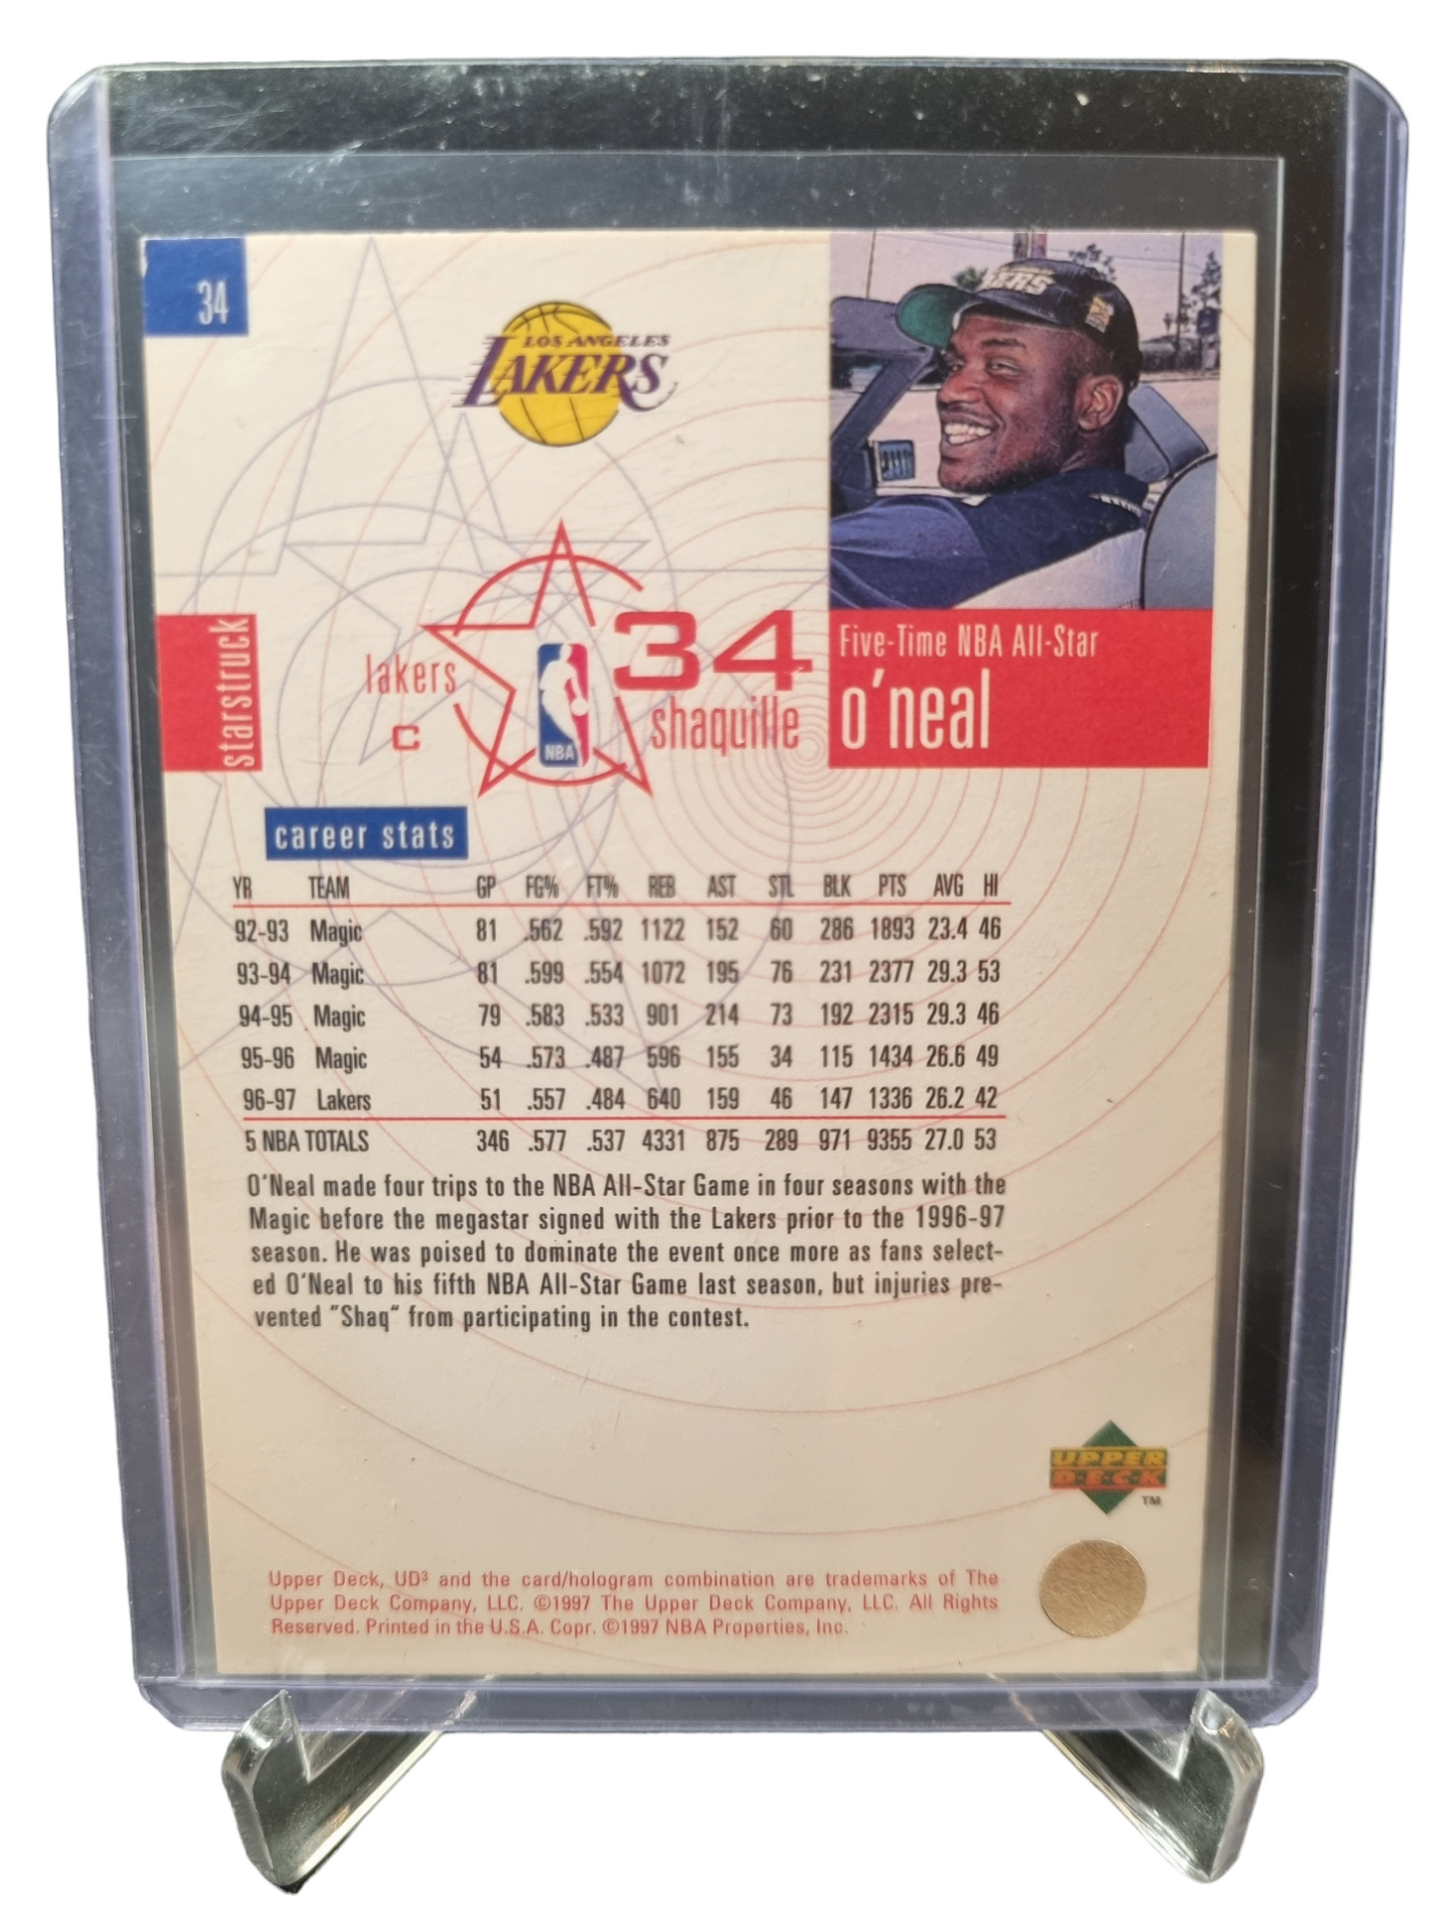 34
LOS ANGELES
LAKERS
starstruck
lakers
C
NBA
34
shaquille
Five-Time NBA All-Star
o'neal
career stats
YR TEAM GP FG% FT% REB AST STL BLK PTS AVG HI
92-93 Magic 81 .562 .592 1122 152 60 286 1893 23.4 46
93-94 Magic 81 .599 .554 1072 195 76 231 2377 29.3 53
94-95 Magic 79 .583 .533 901 214 73 192 2315 29.3 46
95-96 Magic 54 .573 .487 596 155 34 115 1434 26.6 49
96-97 Lakers 51 .557 .484 640 159 46 147 1336 26.2 42
5 NBA TOTALS 346 .577 .537 4331 875 289 971 9355 27.0 53
O'Neal made four trips to the NBA All-Star Game in four seasons with the
Magic before the megastar signed with the Lakers prior to the 1996-97
season. He was poised to dominate the event once more as fans select-
ed O'Neal to his fifth NBA All-Star Game last season, but injuries pre-
vented "Shaq" from participating in the contest.
UPPER
D·E·C·K
TM
Upper Deck, UD³ and the card/hologram combination are trademarks of The
Upper Deck Company, LLC. ©1997 The Upper Deck Company, LLC. All Rights
Reserved. Printed in the U.S.A. Copr. ©1997 NBA Properties, Inc.